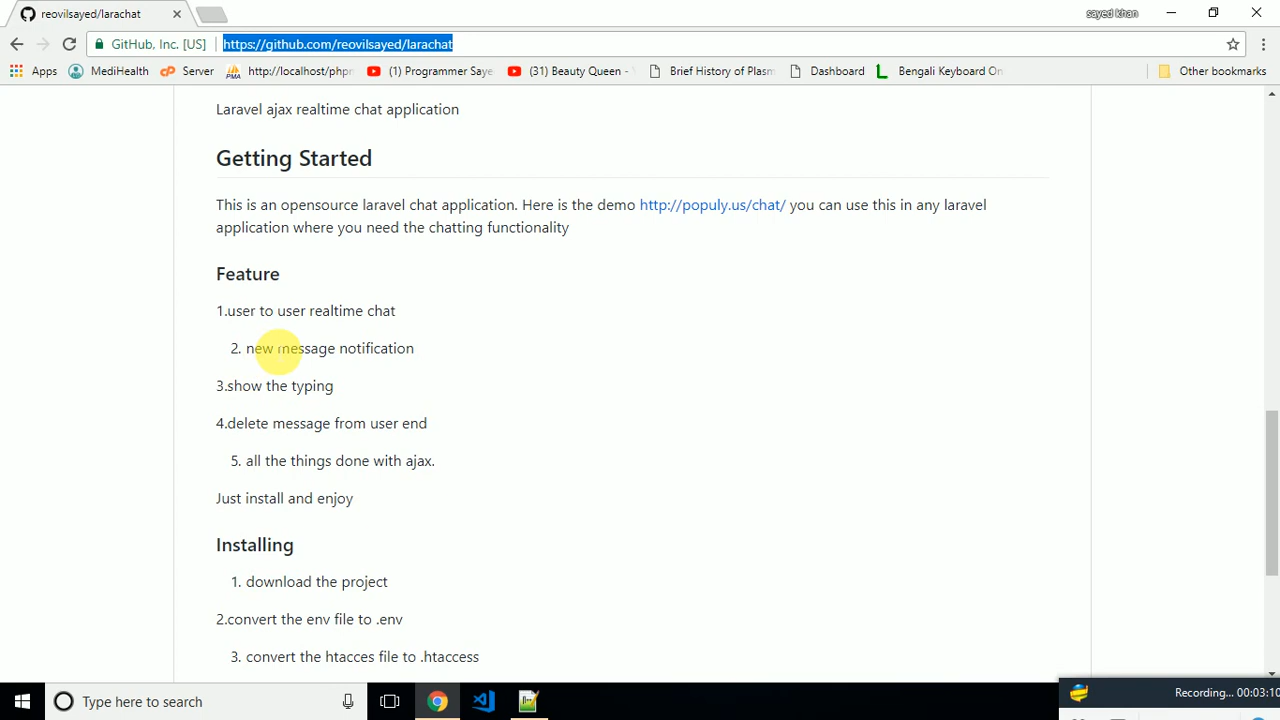 reovilsayed/larachat
sayed khan
GitHub, Inc. [US]
https://github.com/reovilsayed/larachat
Apps
MediHealth
Server
http://localhost/phpr
(1) Programmer Saye
(31) Beauty Queen -
Brief History of Plasm
Dashboard
Bengali Keyboard On
Other bookmarks
Laravel ajax realtime chat application
Getting Started
This is an opensource laravel chat application. Here is the demo http://populy.us/chat/ you can use this in any laravel
application where you need the chatting functionality
Feature
1.user to user realtime chat
2. new message notification
3.show the typing
4.delete message from user end
5. all the things done with ajax.
Just install and enjoy
Installing
1. download the project
2.convert the env file to .env
3. convert the htacces file to .htaccess
Type here to search
Recording... 00:03:10